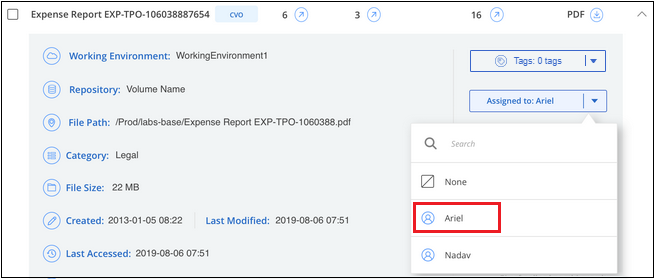 Expense Report EXP-TPO-106038887654 CVO 6 3 16 PDF
Working Environment: WorkingEnvironment1
Tags: 0 tags
Repository: Volume Name
Assigned to: Ariel
File Path: /Prod/labs-base/Expense Report EXP-TPO-1060388.pdf
Search
Category: Legal
None
File Size: 22 MB
Ariel
Created: 2013-01-05 08:22 Last Modified: 2019-08-06 07:51
Last Accessed: 2019-08-06 07:51
Nadav